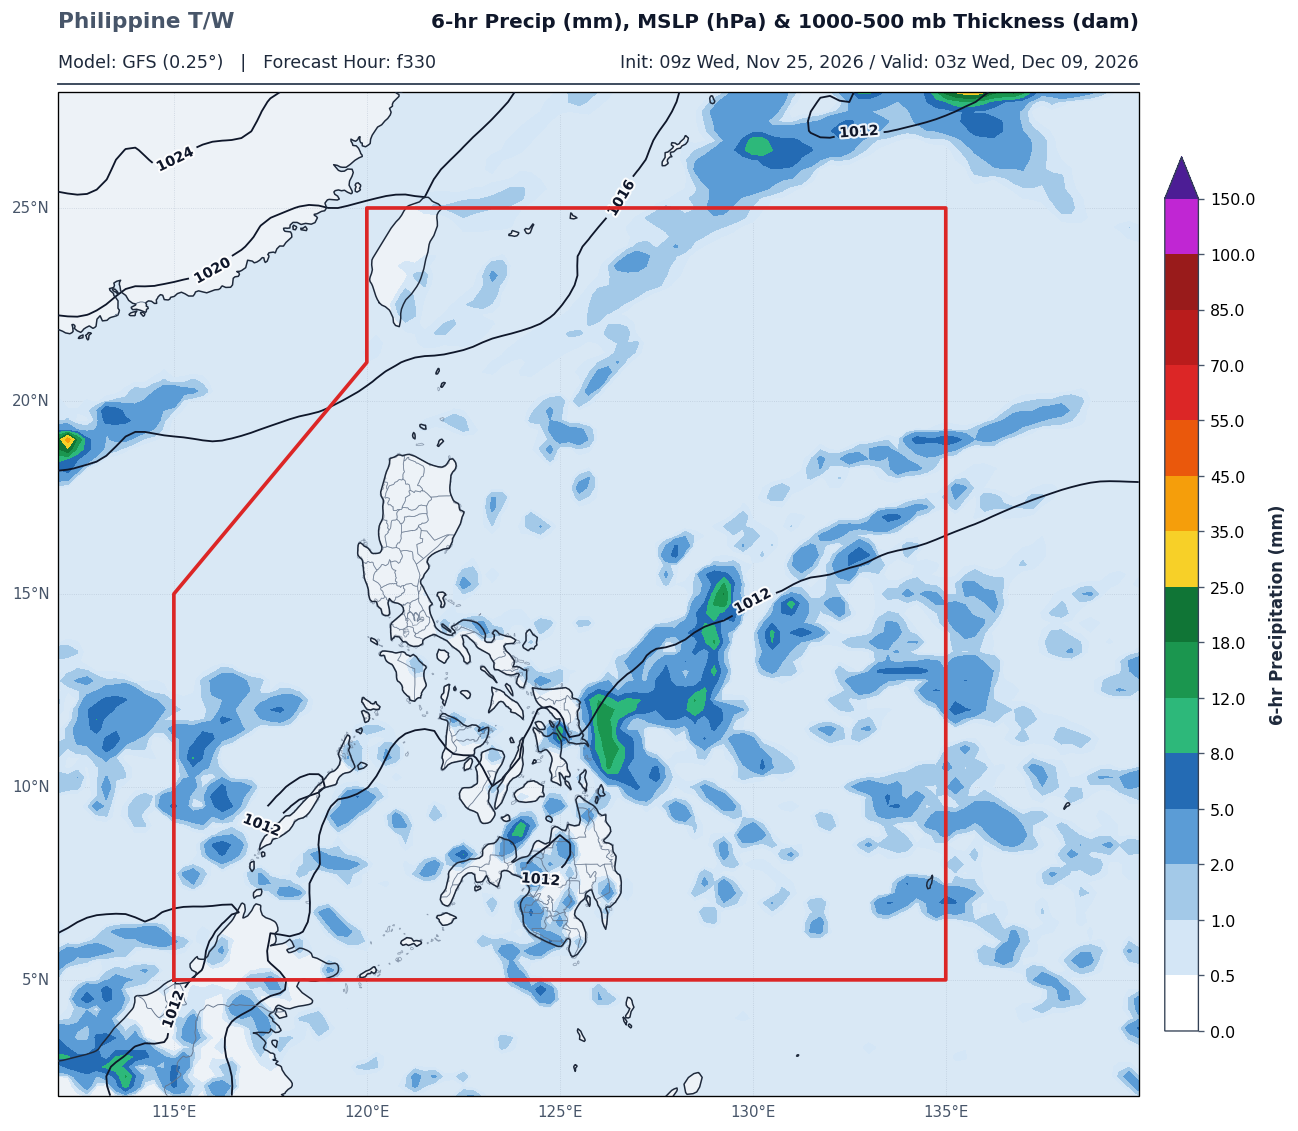 Philippine T/W
6-hr Precip (mm), MSLP (hPa) & 1000-500 mb Thickness (dam)
Model: GFS (0.25°) | Forecast Hour: f330
Init: 09z Wed, Nov 25, 2026 / Valid: 03z Wed, Dec 09, 2026
1012
1024
1016
1020
1012
1012
1012
1012
25°N
20°N
15°N
10°N
5°N
115°E
120°E
125°E
130°E
135°E
150.0
100.0
85.0
70.0
55.0
45.0
35.0
25.0
18.0
12.0
8.0
5.0
2.0
1.0
0.5
0.0
6-hr Precipitation (mm)